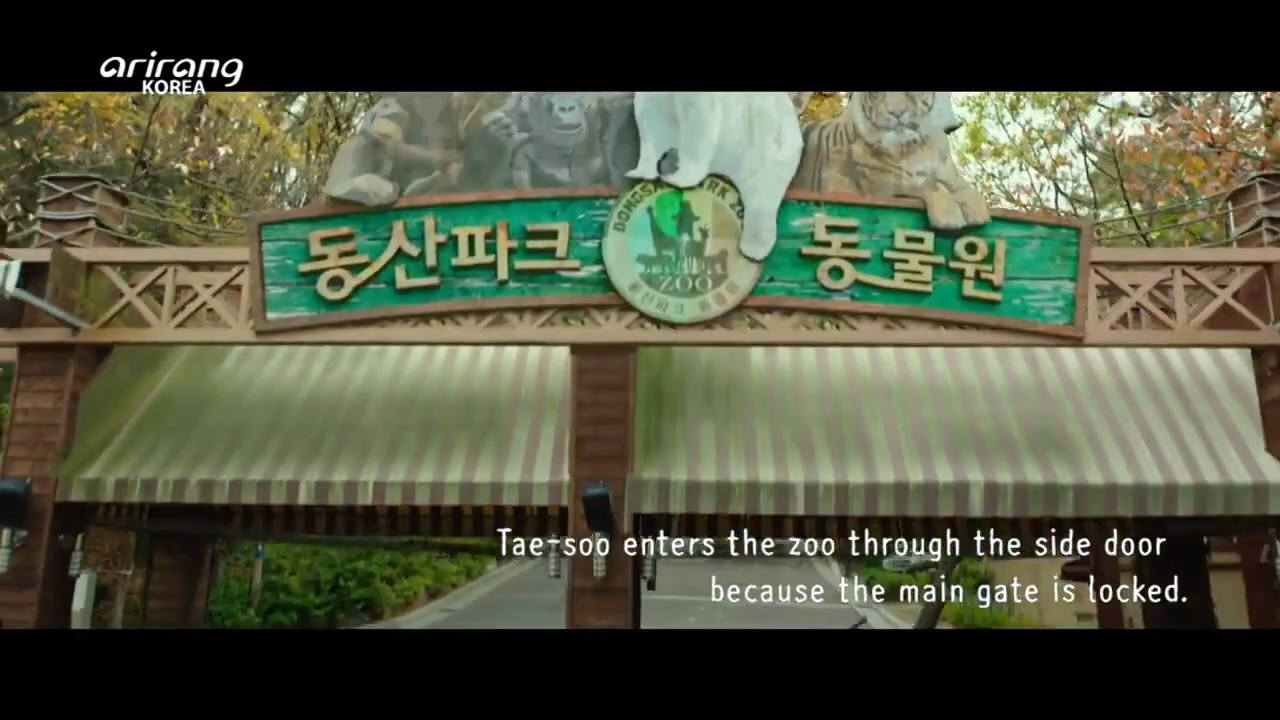 arirang
KOREA
동산파크
동물원
ZOO
Tae-soo enters the zoo through the side door
because the main gate is locked.